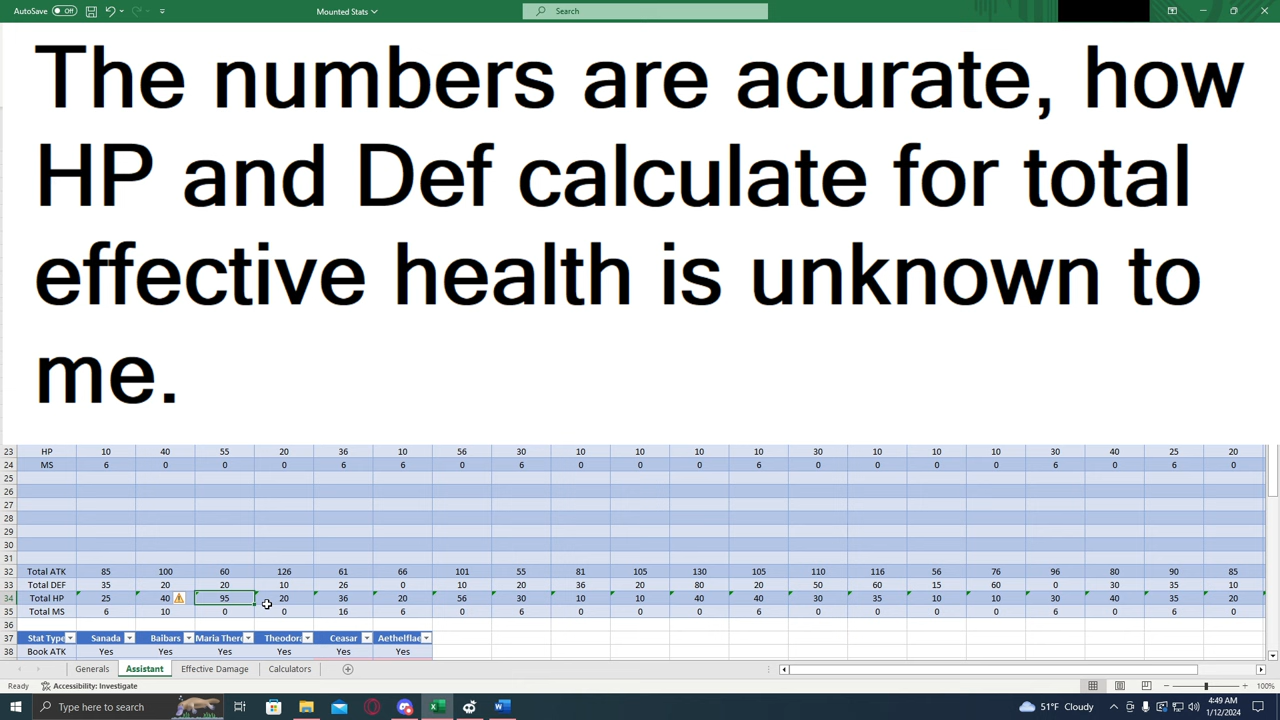 AutoSave Off
Mounted Stats
Search
The numbers are acurate, how
HP and Def calculate for total
effective health is unknown to
me.
23 HP 10 40 55 20 36 10 56 30 10 10 10 10 30 10 10 10 30 40 25 20
24 MS 6 0 0 0 6 6 0 6 0 0 0 6 0 0 0 0 6 0 6 0
25
26
27
28
29
30
31
32 Total ATK 85 100 60 126 61 66 101 55 81 105 130 105 110 116 56 76 96 80 90 85
33 Total DEF 35 20 20 10 26 0 10 20 36 20 80 20 50 60 15 60 0 30 35 10
34 Total HP 25 40 95 20 36 20 56 30 10 10 40 40 30 35 10 10 30 40 35 20
35 Total MS 6 10 0 0 16 6 0 6 0 0 0 6 0 0 0 0 6 0 6 0
36
37 Stat Type Sanada Baibars Maria There Theodora Ceasar Aethelflae
38 Book ATK Yes Yes Yes Yes Yes Yes
Generals Assistant Effective Damage Calculators
Ready Accessibility: Investigate 100%
Type here to search 51°F Cloudy 4:49 AM
1/12/2024